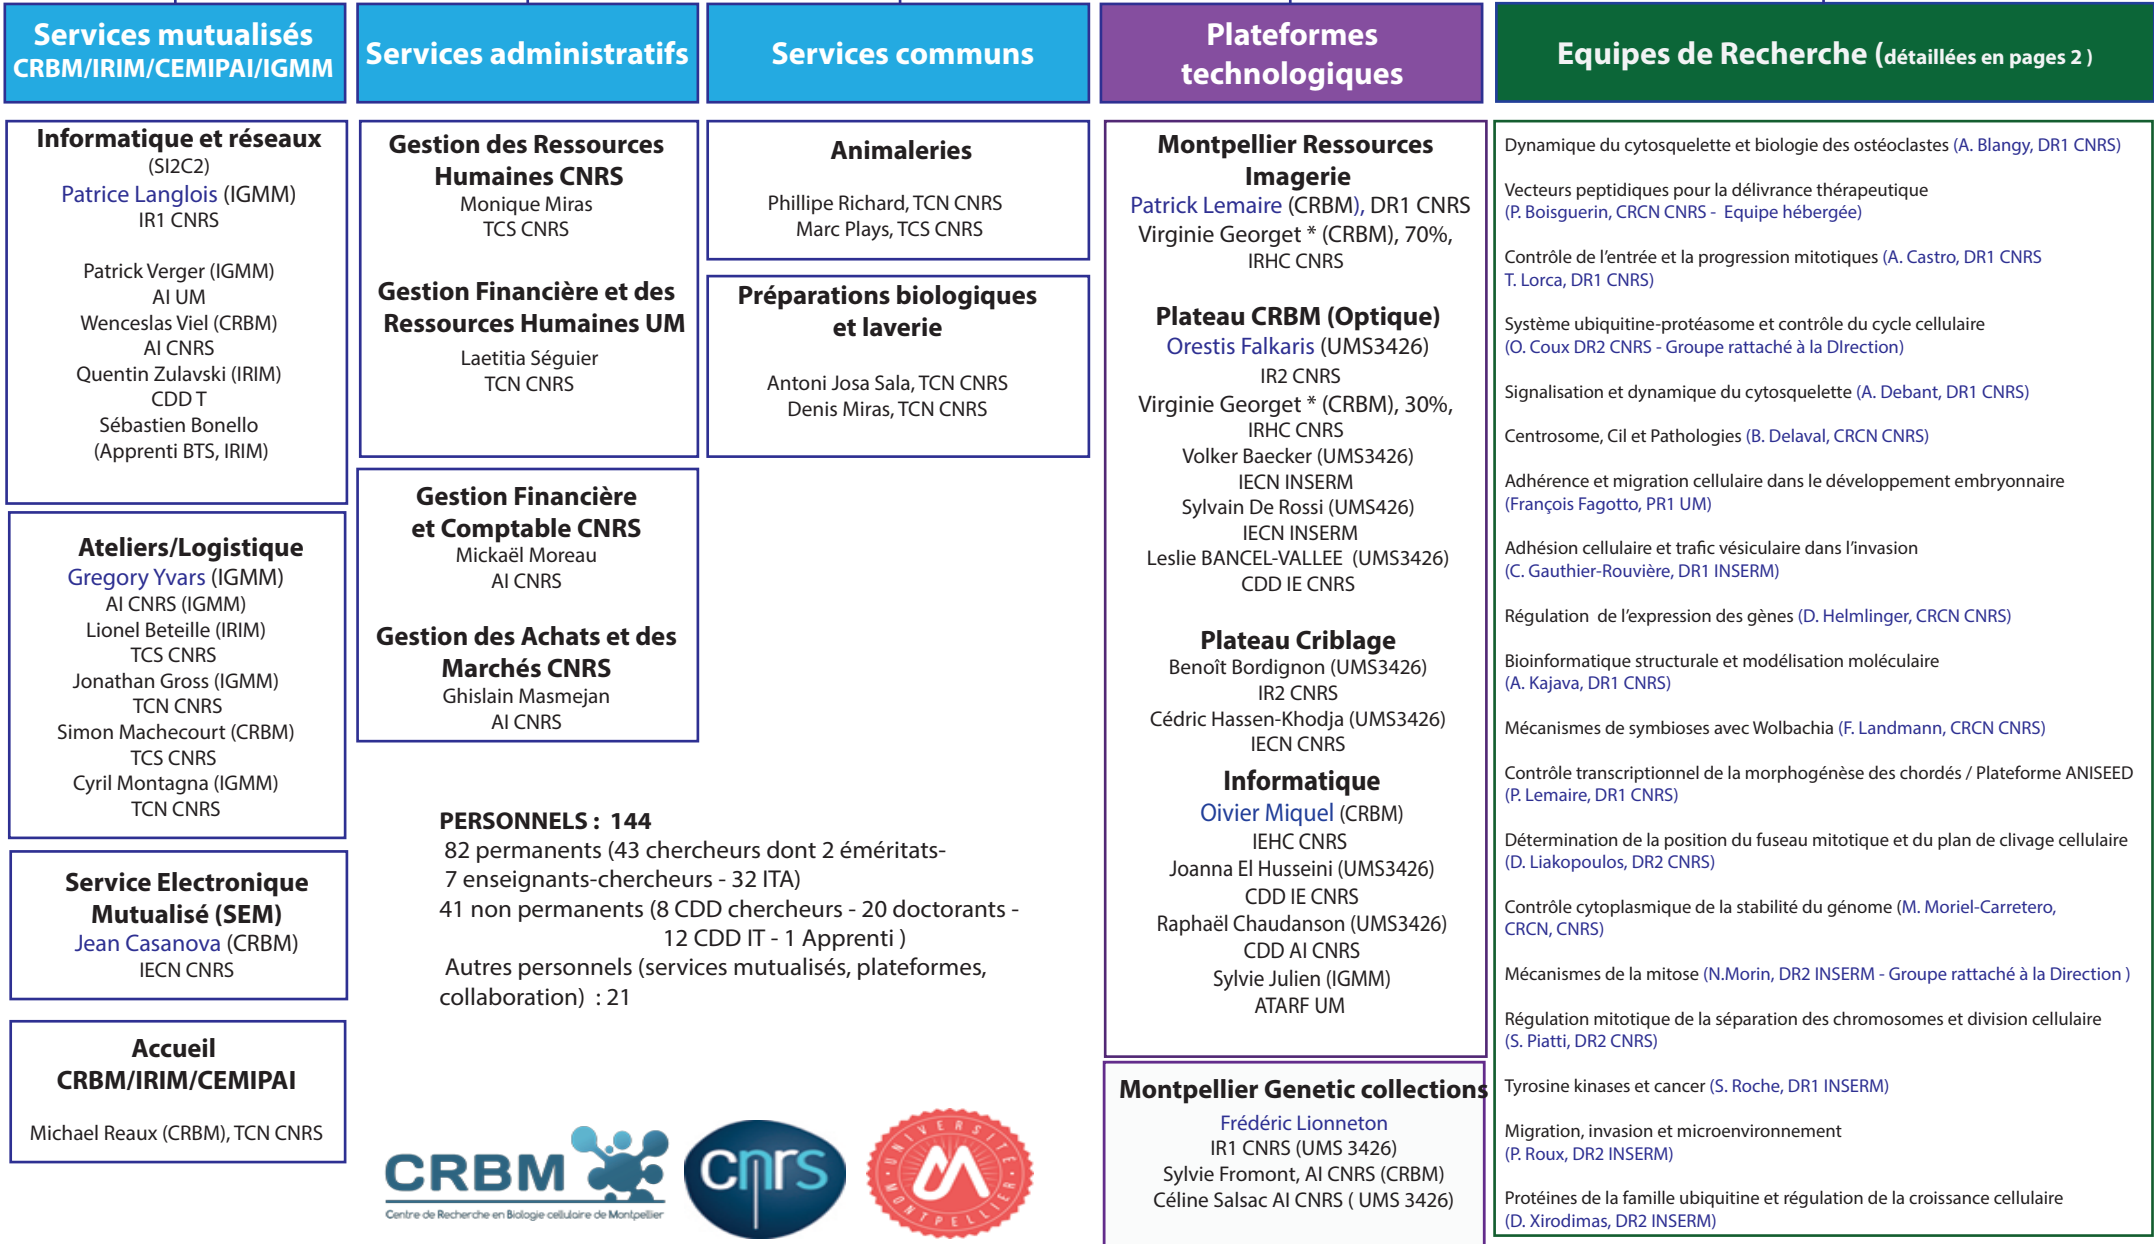 Services mutualisés
CRBM/IRIM/CEMIPAI/IGMM
Informatique et réseaux
(SI2C2)
Patrice Langlois (IGMM)
IR1 CNRS
Patrick Verger (IGMM)
AI UM
Wenceslas Viel (CRBM)
AI CNRS
Quentin Zulavski (IRIM)
CDD T
Sébastien Bonello
(Apprenti BTS, IRIM)
Ateliers/Logistique
Gregory Yvars (IGMM)
AI CNRS (IGMM)
Lionel Beteille (IRIM)
TCS CNRS
Jonathan Gross (IGMM)
TCN CNRS
Simon Machecourt (CRBM)
TCS CNRS
Cyril Montagna (IGMM)
TCN CNRS
Service Electronique
Mutualisé (SEM)
Jean Casanova (CRBM)
IECN CNRS
Accueil
CRBM/IRIM/CEMIPAI
Michael Reaux (CRBM), TCN CNRS
Services administratifs
Gestion des Ressources
Humaines CNRS
Monique Miras
TCS CNRS
Gestion Financière et des
Ressources Humaines UM
Laetitia Séguier
TCN CNRS
Gestion Financière
et Comptable CNRS
Mickaël Moreau
AI CNRS
Gestion des Achats et des
Marchés CNRS
Ghislain Masmejan
AI CNRS
Services communs
Animaleries
Phillipe Richard, TCN CNRS
Marc Plays, TCS CNRS
Préparations biologiques
et laverie
Antoni Josa Sala, TCN CNRS
Denis Miras, TCN CNRS
PERSONNELS : 144
82 permanents (43 chercheurs dont 2 éméritats-
7 enseignants-chercheurs - 32 ITA)
41 non permanents (8 CDD chercheurs - 20 doctorants -
12 CDD IT - 1 Apprenti )
Autres personnels (services mutualisés, plateformes,
collaboration) : 21
CRBM
Centre de Recherche en Biologie cellulaire de Montpellier
cnrs
UNIVERSITÉ
MONTPELLIER
Plateformes
technologiques
Montpellier Ressources
Imagerie
Patrick Lemaire (CRBM), DR1 CNRS
Virginie Georget * (CRBM), 70%,
IRHC CNRS
Plateau CRBM (Optique)
Orestis Falkaris (UMS3426)
IR2 CNRS
Virginie Georget * (CRBM), 30%,
IRHC CNRS
Volker Baecker (UMS3426)
IECN INSERM
Sylvain De Rossi (UMS426)
IECN INSERM
Leslie BANCEL-VALLEE (UMS3426)
CDD IE CNRS
Plateau Criblage
Benoît Bordignon (UMS3426)
IR2 CNRS
Cédric Hassen-Khodja (UMS3426)
IECN CNRS
Informatique
Oivier Miquel (CRBM)
IEHC CNRS
Joanna El Husseini (UMS3426)
CDD IE CNRS
Raphaël Chaudanson (UMS3426)
CDD AI CNRS
Sylvie Julien (IGMM)
ATARF UM
Montpellier Genetic collections
Frédéric Lionneton
IR1 CNRS (UMS 3426)
Sylvie Fromont, AI CNRS (CRBM)
Céline Salsac AI CNRS ( UMS 3426)
Equipes de Recherche (détaillées en pages 2 )
Dynamique du cytosquelette et biologie des ostéoclastes (A. Blangy, DR1 CNRS)
Vecteurs peptidiques pour la délivrance thérapeutique
(P. Boisguerin, CRCN CNRS - Equipe hébergée)
Contrôle de l'entrée et la progression mitotiques (A. Castro, DR1 CNRS
T. Lorca, DR1 CNRS)
Système ubiquitine-protéasome et contrôle du cycle cellulaire
(O. Coux DR2 CNRS - Groupe rattaché à la DIrection)
Signalisation et dynamique du cytosquelette (A. Debant, DR1 CNRS)
Centrosome, Cil et Pathologies (B. Delaval, CRCN CNRS)
Adhérence et migration cellulaire dans le développement embryonnaire
(François Fagotto, PR1 UM)
Adhésion cellulaire et trafic vésiculaire dans l'invasion
(C. Gauthier-Rouvière, DR1 INSERM)
Régulation de l'expression des gènes (D. Helmlinger, CRCN CNRS)
Bioinformatique structurale et modélisation moléculaire
(A. Kajava, DR1 CNRS)
Mécanismes de symbioses avec Wolbachia (F. Landmann, CRCN CNRS)
Contrôle transcriptionnel de la morphogénèse des chordés / Plateforme ANISEED
(P. Lemaire, DR1 CNRS)
Détermination de la position du fuseau mitotique et du plan de clivage cellulaire
(D. Liakopoulos, DR2 CNRS)
Contrôle cytoplasmique de la stabilité du génome (M. Moriel-Carretero,
CRCN, CNRS)
Mécanismes de la mitose (N.Morin, DR2 INSERM - Groupe rattaché à la Direction )
Régulation mitotique de la séparation des chromosomes et division cellulaire
(S. Piatti, DR2 CNRS)
Tyrosine kinases et cancer (S. Roche, DR1 INSERM)
Migration, invasion et microenvironnement
(P. Roux, DR2 INSERM)
Protéines de la famille ubiquitine et régulation de la croissance cellulaire
(D. Xirodimas, DR2 INSERM)